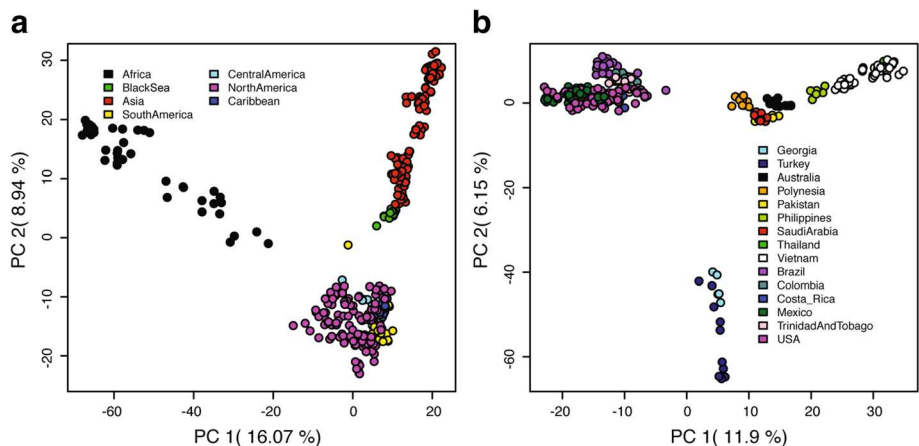 a
b
30
20
10
0
-10
-20
PC 2( 8.94 %)
Africa
BlackSea
Asia
SouthAmerica
CentralAmerica
NorthAmerica
Caribbean
-60
-40
-20
0
20
PC 1( 16.07 %)
0
-20
-40
-60
PC 2( 6.15 %)
Georgia
Turkey
Australia
Polynesia
Pakistan
Philippines
SaudiArabia
Thailand
Vietnam
Brazil
Colombia
Costa_Rica
Mexico
TrinidadAndTobago
USA
-20
-10
0
10
20
30
PC 1( 11.9 %)